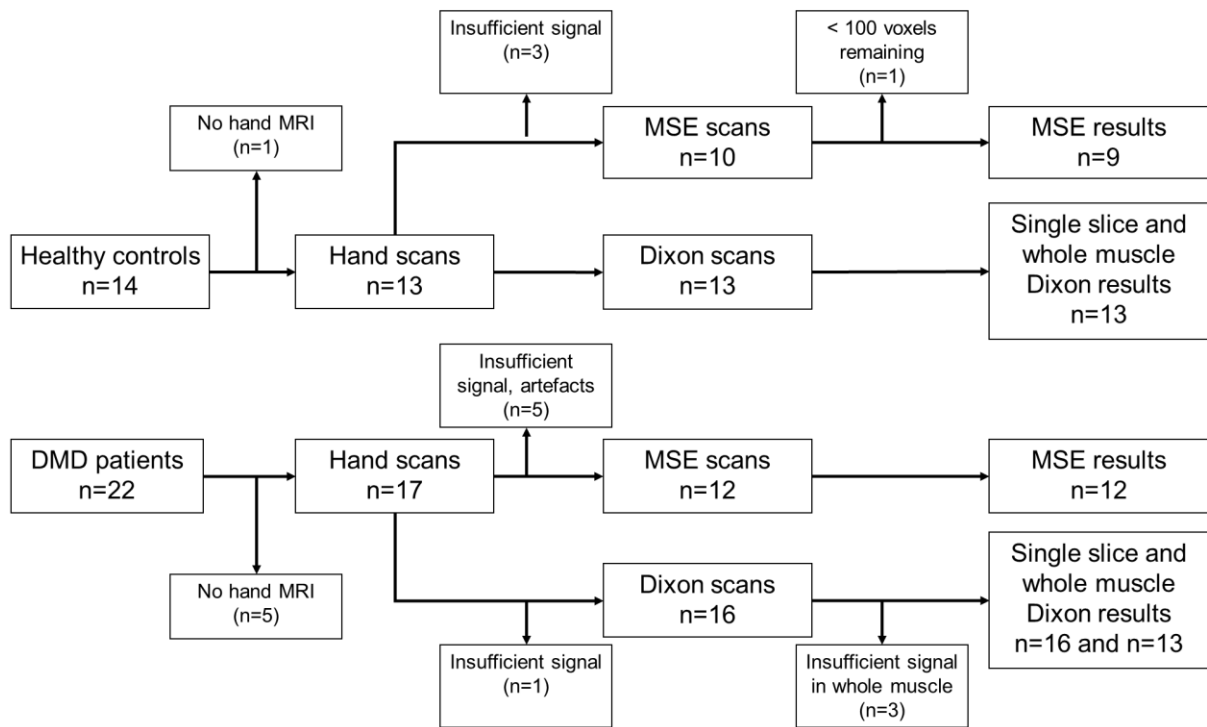 Insufficient signal
(n=3)
< 100 voxels
remaining
(n=1)
No hand MRI
(n=1)
MSE scans
n=10
MSE results
n=9
Healthy controls
n=14
Hand scans
n=13
Dixon scans
n=13
Single slice and
whole muscle
Dixon results
n=13
Insufficient
signal, artefacts
(n=5)
DMD patients
n=22
Hand scans
n=17
MSE scans
n=12
MSE results
n=12
No hand MRI
(n=5)
Dixon scans
n=16
Single slice and
whole muscle
Dixon results
n=16 and n=13
Insufficient signal
(n=1)
Insufficient signal
in whole muscle
(n=3)